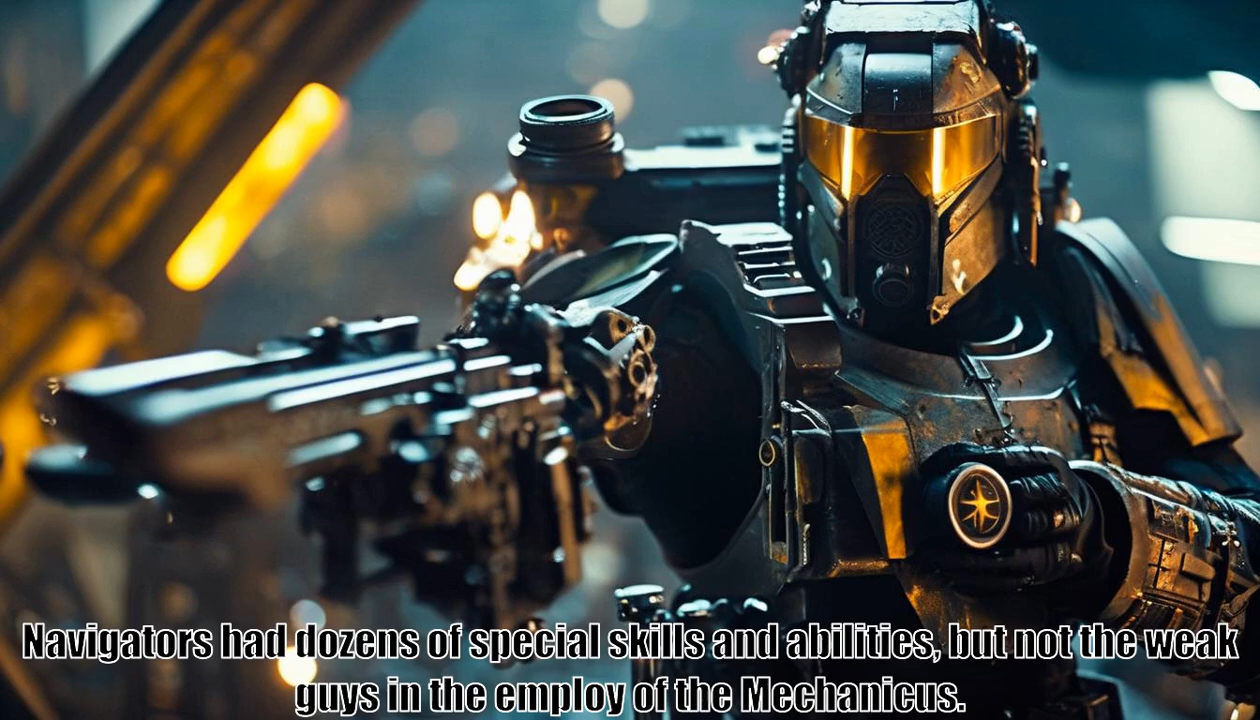 Navigators had dozens of special skills and abilities, but not the weak
guys in the employ of the Mechanicus.